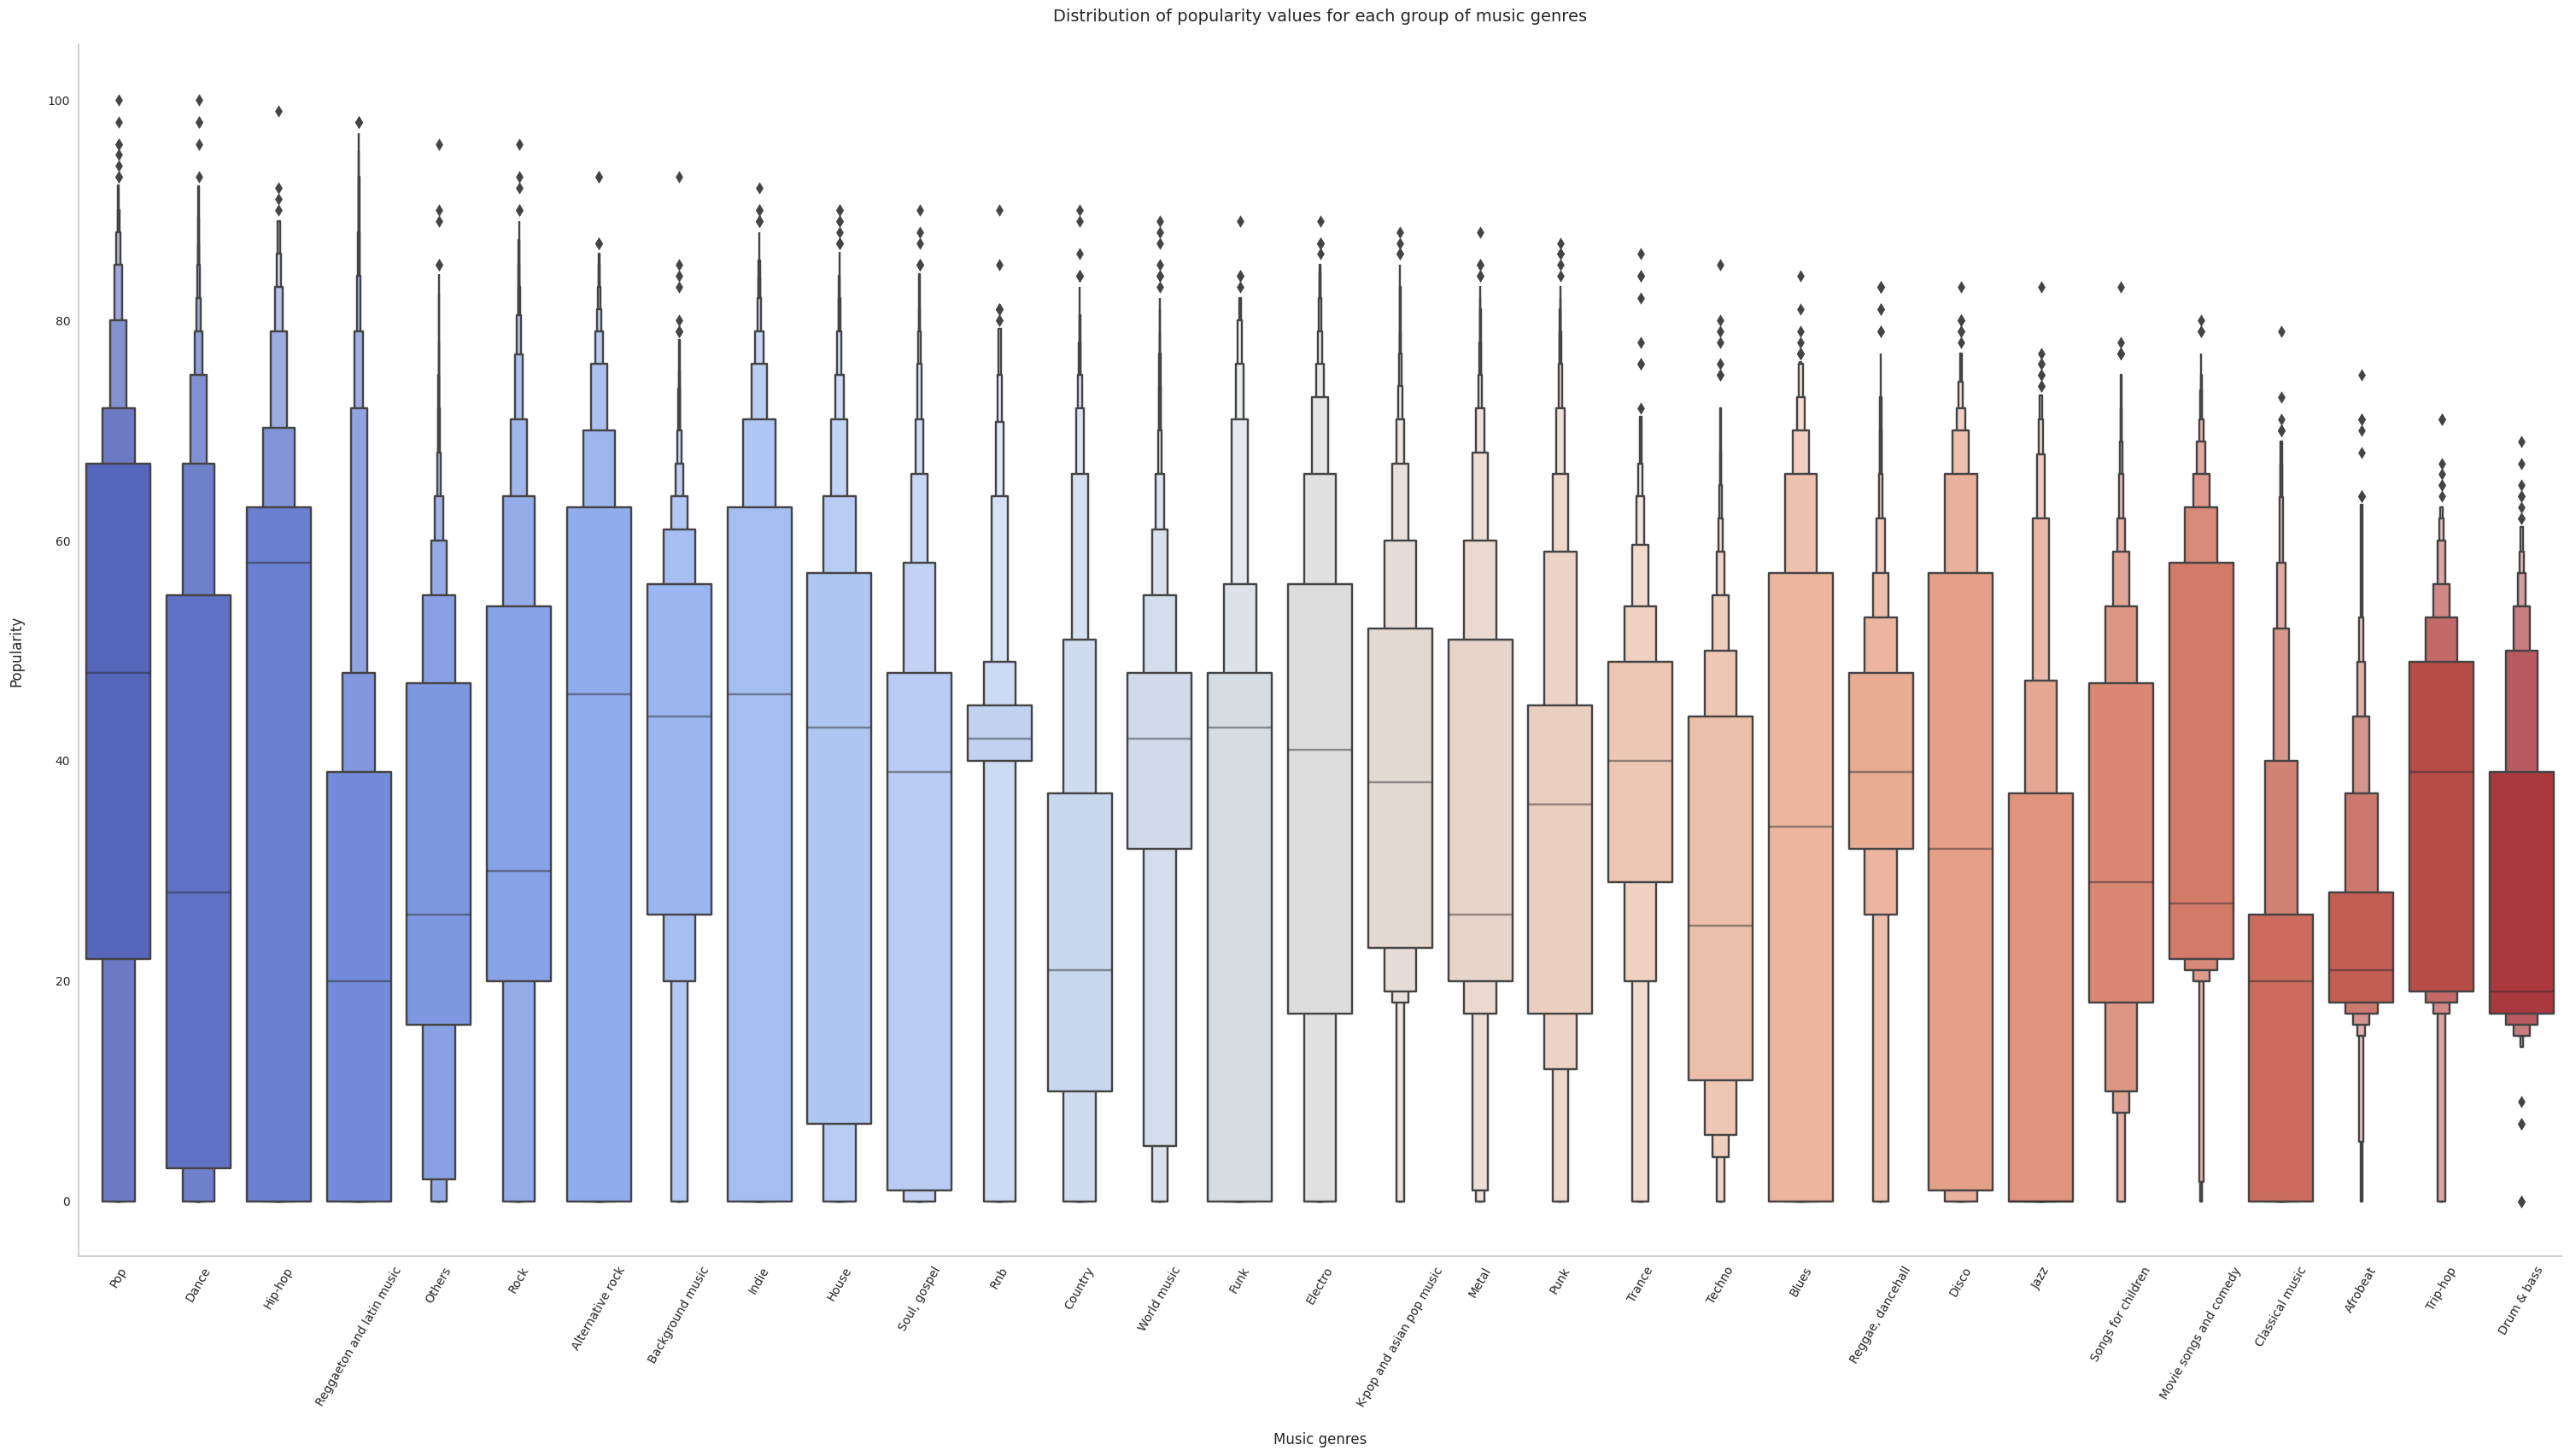 Distribution of popularity values for each group of music genres
Popularity
100
80
60
40
20
0
Pop
Dance
Hip-hop
Reggaeton and latin music
Others
Rock
Alternative rock
Background music
Indie
House
Soul, gospel
Rnb
Country
World music
Funk
Electro
K-pop and asian pop music
Metal
Punk
Trance
Techno
Blues
Reggae, dancehall
Disco
Jazz
Songs for children
Movie songs and comedy
Classical music
Afrobeat
Trip-hop
Drum & bass
Music genres